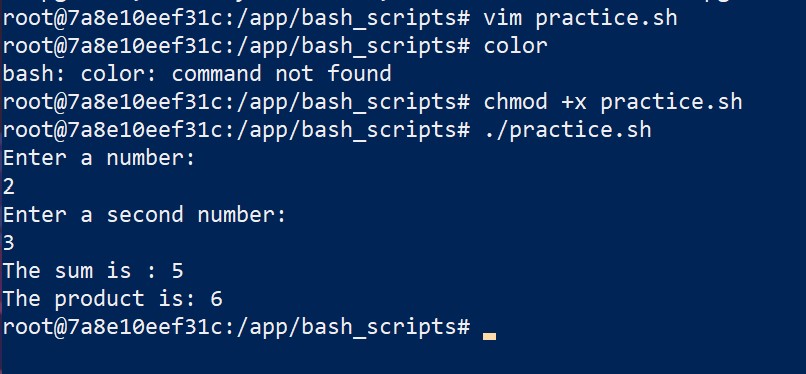 root@7a8e10eef31c:/app/bash_scripts# vim practice.sh
root@7a8e10eef31c:/app/bash_scripts# color
bash: color: command not found
root@7a8e10eef31c:/app/bash_scripts# chmod +x practice.sh
root@7a8e10eef31c:/app/bash_scripts# ./practice.sh
Enter a number:
2
Enter a second number:
3
The sum is : 5
The product is: 6
root@7a8e10eef31c:/app/bash_scripts#